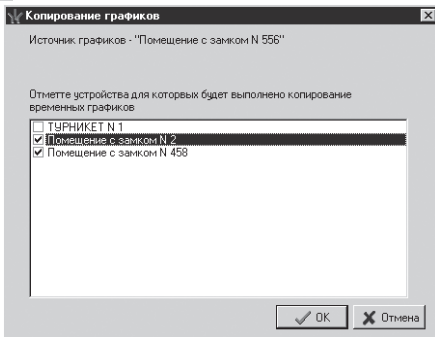 Копирование графиков
Источник графиков - "Помещение с замком N 556"
Отметте устройства для которвых будет выполнено копирование
временных графиков
ТУРНИКЕТ N 1
Помещение с замком N 2
Помещение с замком N 458
OK
Отмена